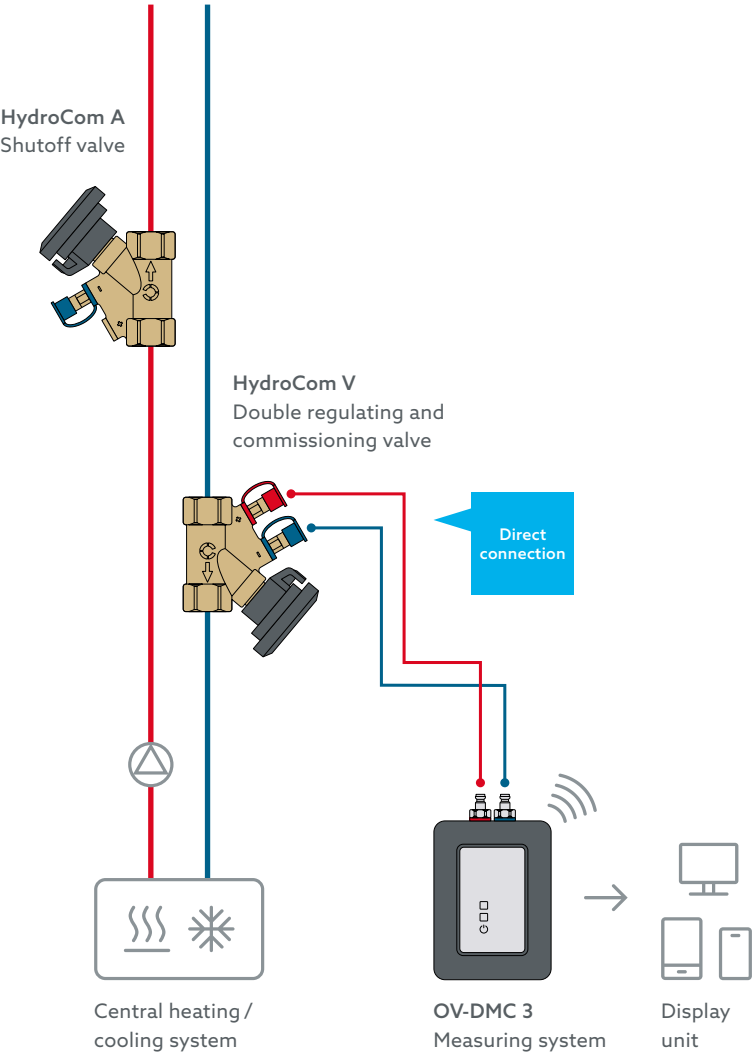 HydroCom A
Shutoff valve
HydroCom V
Double regulating and
commissioning valve
Direct
connection
Central heating /
cooling system
OV-DMC 3
Measuring system
Display
unit